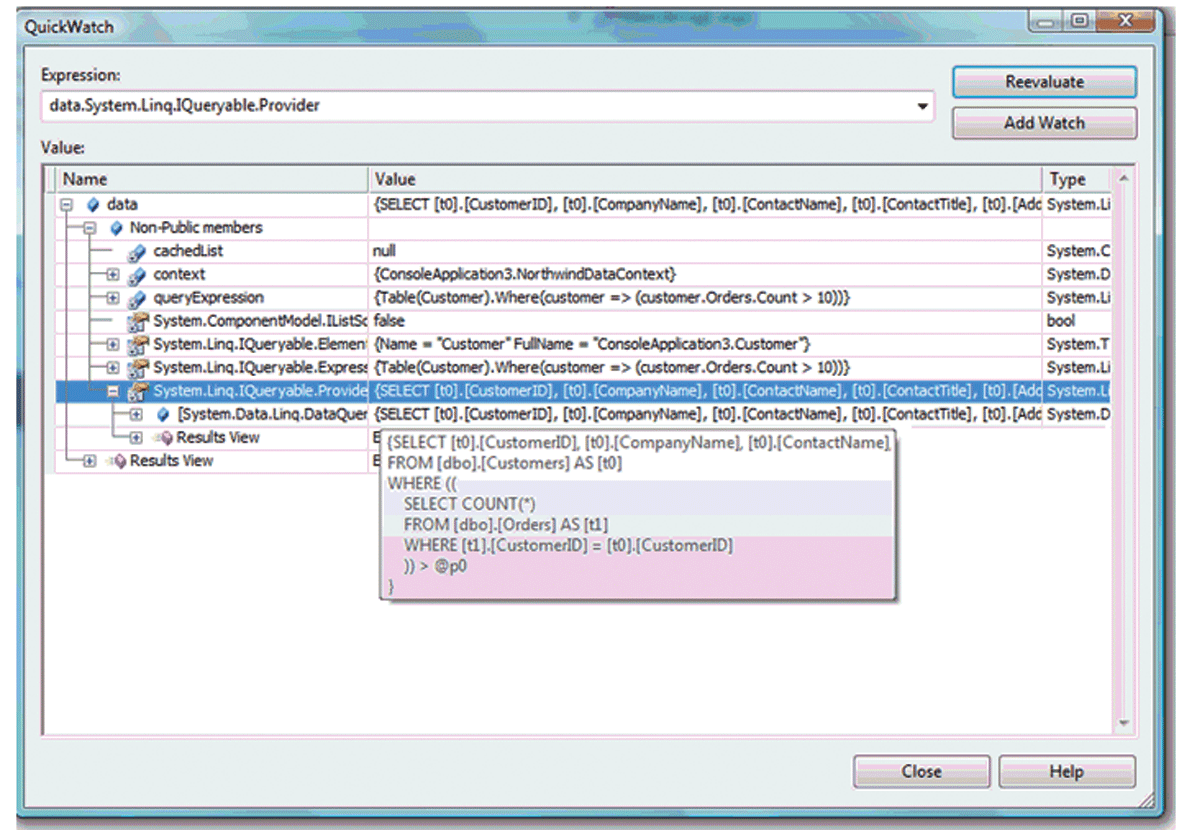 QuickWatch
Expression:
data.System.Linq.IQueryable.Provider
Reevaluate
Add Watch
Value:
Name Value Type
data {SELECT [t0].[CustomerID], [t0].[CompanyName], [t0].[ContactName], [t0].[ContactTitle], [t0].[Add System.Li
Non-Public members
cachedList null System.C
context {ConsoleApplication3.NorthwindDataContext} System.D
queryExpression {Table(Customer).Where(customer => (customer.Orders.Count > 10))} System.Li
System.ComponentModel.IListSo false bool
System.Linq.IQueryable.Elemen {Name = "Customer" FullName = "ConsoleApplication3.Customer"} System.T
System.Linq.IQueryable.Express {Table(Customer).Where(customer => (customer.Orders.Count > 10))} System.Li
System.Linq.IQueryable.Provide {SELECT [t0].[CustomerID], [t0].[CompanyName], [t0].[ContactName], [t0].[ContactTitle], [t0].[Add System.Li
[System.Data.Linq.DataQuer {SELECT [t0].[CustomerID], [t0].[CompanyName], [t0].[ContactName], [t0].[ContactTitle], [t0].[Add System.D
Results View E
Results View E
{SELECT [t0].[CustomerID], [t0].[CompanyName], [t0].[ContactName],
FROM [dbo].[Customers] AS [t0]
WHERE ((
SELECT COUNT(*)
FROM [dbo].[Orders] AS [t1]
WHERE [t1].[CustomerID] = [t0].[CustomerID]
)) > @p0
}
Close
Help